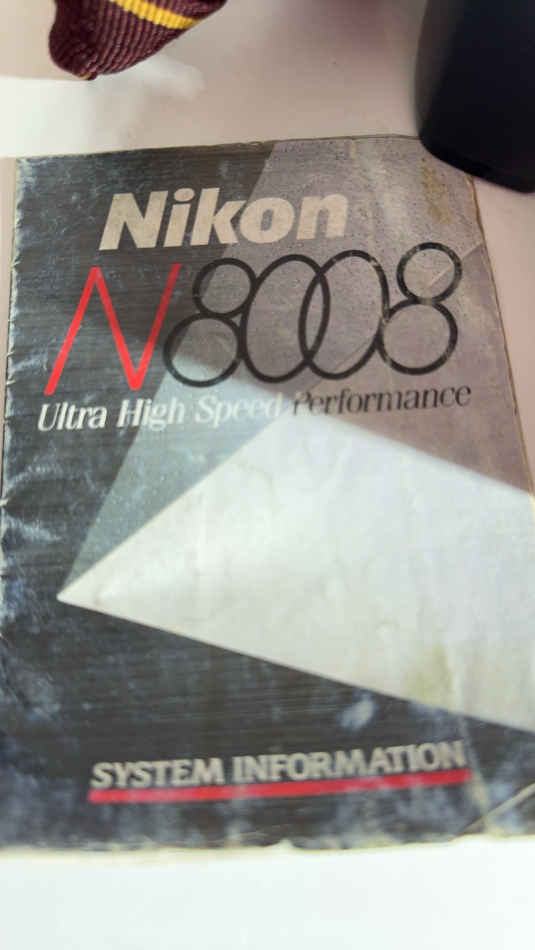 Nikon
N8008
Ultra High Speed Performance
SYSTEM INFORMATION